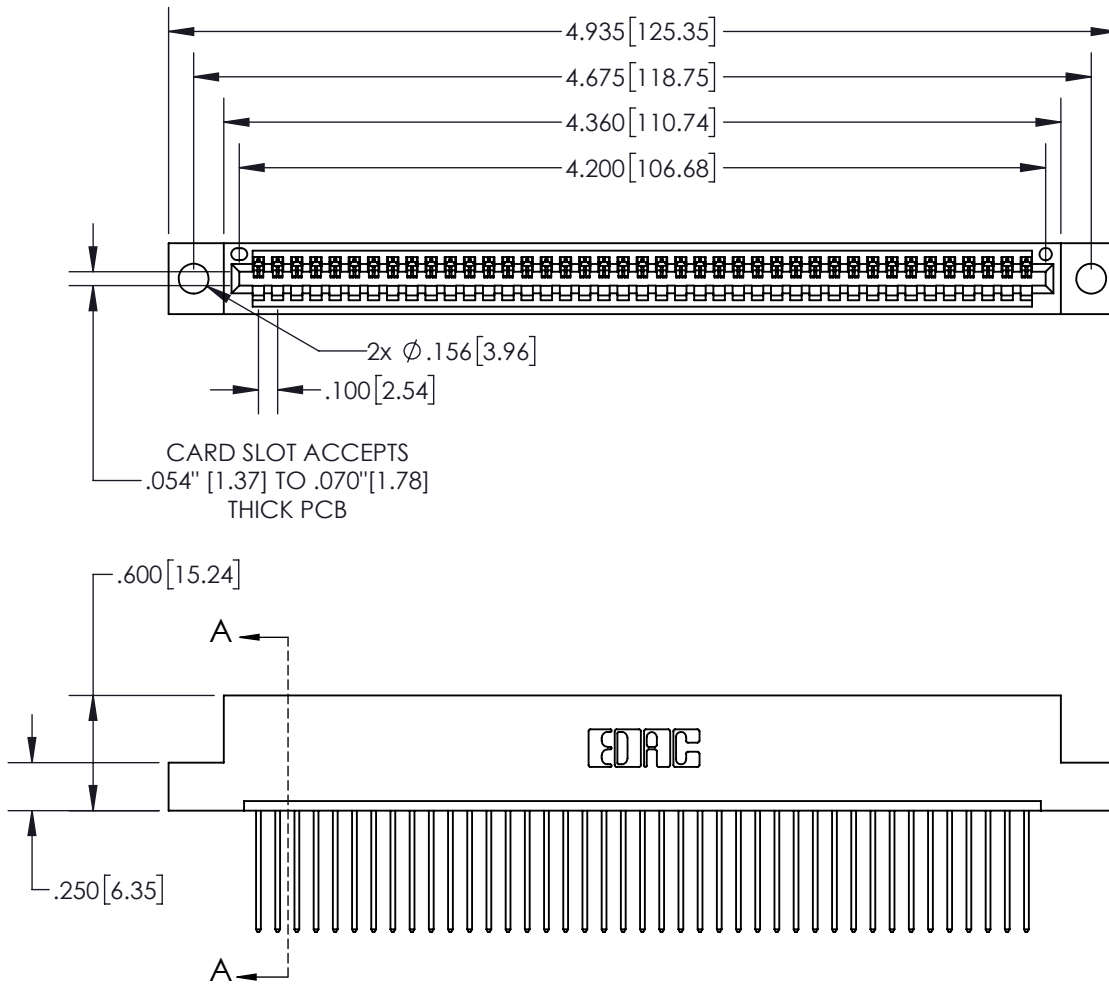 4.935[125.35]
4.675[118.75]
4.360[110.74]
4.200[106.68]
2x Ø .156[3.96]
.100[2.54]
CARD SLOT ACCEPTS
.054" [1.37] TO .070"[1.78]
THICK PCB
.600[15.24]
A
EDAC
.250[6.35]
A